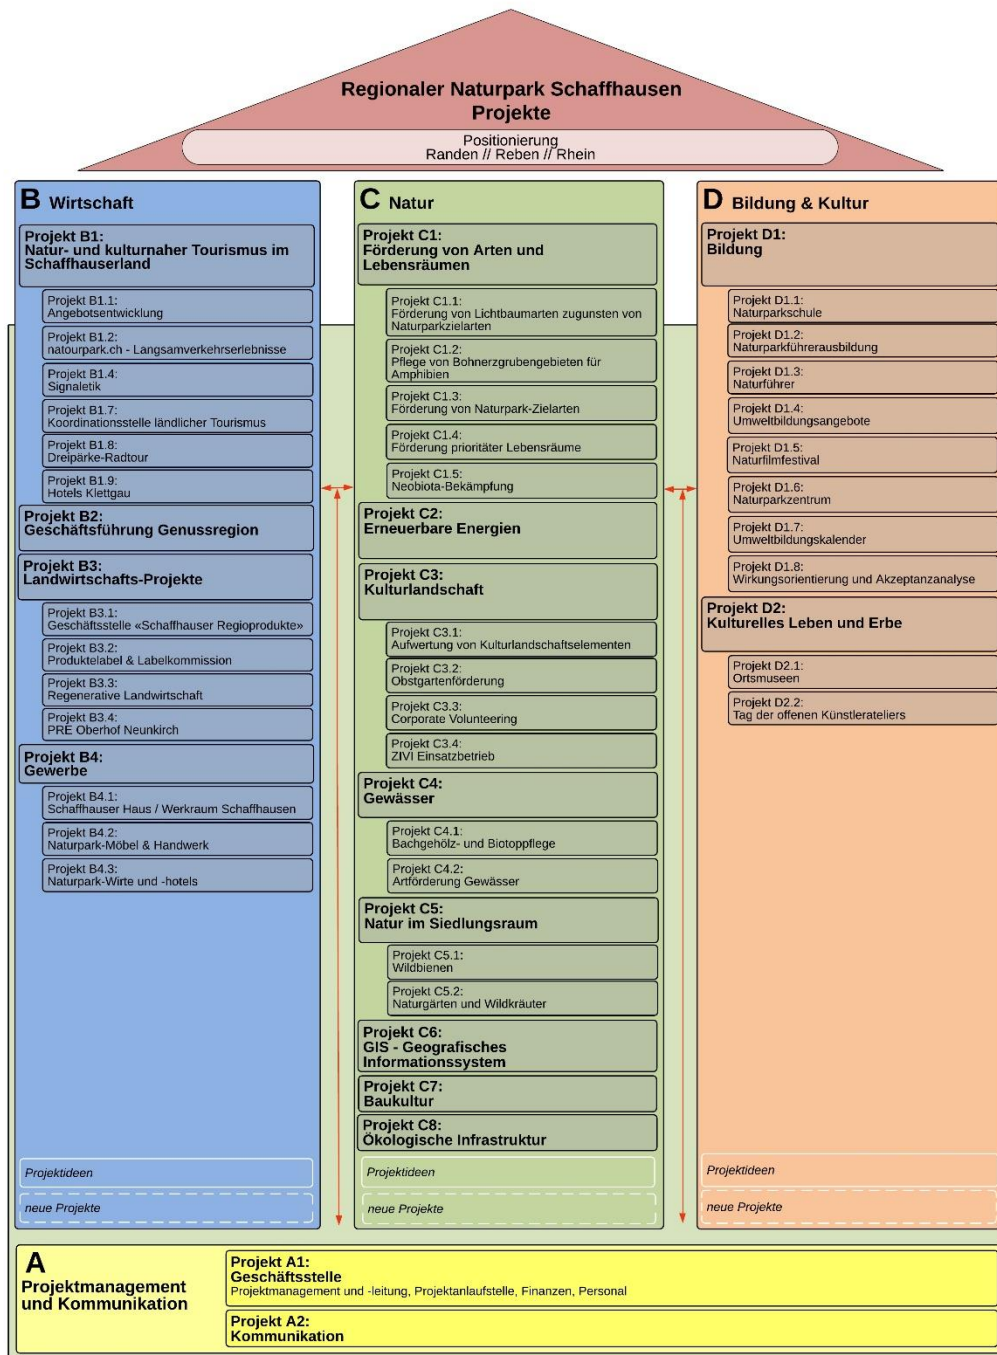 Regionaler Naturpark Schaffhausen
Projekte
Positionierung
Randen // Reben // Rhein
B Wirtschaft
Projekt B1:
Natur- und kulturnaher Tourismus im
Schaffhauserland
Projekt B1.1:
Angebotsentwicklung
Projekt B1.2:
natourpark.ch - Langsamverkehrserlebnisse
Projekt B1.4:
Signaletik
Projekt B1.7:
Koordinationsstelle ländlicher Tourismus
Projekt B1.8:
Dreipärke-Radtour
Projekt B1.9:
Hotels Klettgau
Projekt B2:
Geschäftsführung Genussregion
Projekt B3:
Landwirtschafts-Projekte
Projekt B3.1:
Geschäftsstelle «Schaffhauser Regioprodukte»
Projekt B3.2:
Produktelabel & Labelkommission
Projekt B3.3:
Regenerative Landwirtschaft
Projekt B3.4:
PRE Oberhof Neunkirch
Projekt B4:
Gewerbe
Projekt B4.1:
Schaffhauser Haus / Werkraum Schaffhausen
Projekt B4.2:
Naturpark-Möbel & Handwerk
Projekt B4.3:
Naturpark-Wirte und -hotels
Projektideen
neue Projekte
C Natur
Projekt C1:
Förderung von Arten und
Lebensräumen
Projekt C1.1:
Förderung von Lichtbaumarten zugunsten von
Naturparkzielarten
Projekt C1.2:
Pflege von Bohnerzgrubengebieten für
Amphibien
Projekt C1.3:
Förderung von Naturpark-Zielarten
Projekt C1.4:
Förderung prioritäter Lebensräume
Projekt C1.5:
Neobiota-Bekämpfung
Projekt C2:
Erneuerbare Energien
Projekt C3:
Kulturlandschaft
Projekt C3.1:
Aufwertung von Kulturlandschaftselementen
Projekt C3.2:
Obstgartenförderung
Projekt C3.3:
Corporate Volunteering
Projekt C3.4:
ZIVI Einsatzbetrieb
Projekt C4:
Gewässer
Projekt C4.1:
Bachgehölz- und Biotoppflege
Projekt C4.2:
Artförderung Gewässer
Projekt C5:
Natur im Siedlungsraum
Projekt C5.1:
Wildbienen
Projekt C5.2:
Naturgärten und Wildkräuter
Projekt C6:
GIS - Geografisches
Informationssystem
Projekt C7:
Baukultur
Projekt C8:
Ökologische Infrastruktur
Projektideen
neue Projekte
D Bildung & Kultur
Projekt D1:
Bildung
Projekt D1.1:
Naturparkschule
Projekt D1.2:
Naturparkführerausbildung
Projekt D1.3:
Naturführer
Projekt D1.4:
Umweltbildungsangebote
Projekt D1.5:
Naturfilmfestival
Projekt D1.6:
Naturparkzentrum
Projekt D1.7:
Umweltbildungskalender
Projekt D1.8:
Wirkungsorientierung und Akzeptanzanalyse
Projekt D2:
Kulturelles Leben und Erbe
Projekt D2.1:
Ortsmuseen
Projekt D2.2:
Tag der offenen Künstlerateliers
Projektideen
neue Projekte
A
Projektmanagement
und Kommunikation
Projekt A1:
Geschäftsstelle
Projektmanagement und -leitung, Projektanlaufstelle, Finanzen, Personal
Projekt A2:
Kommunikation